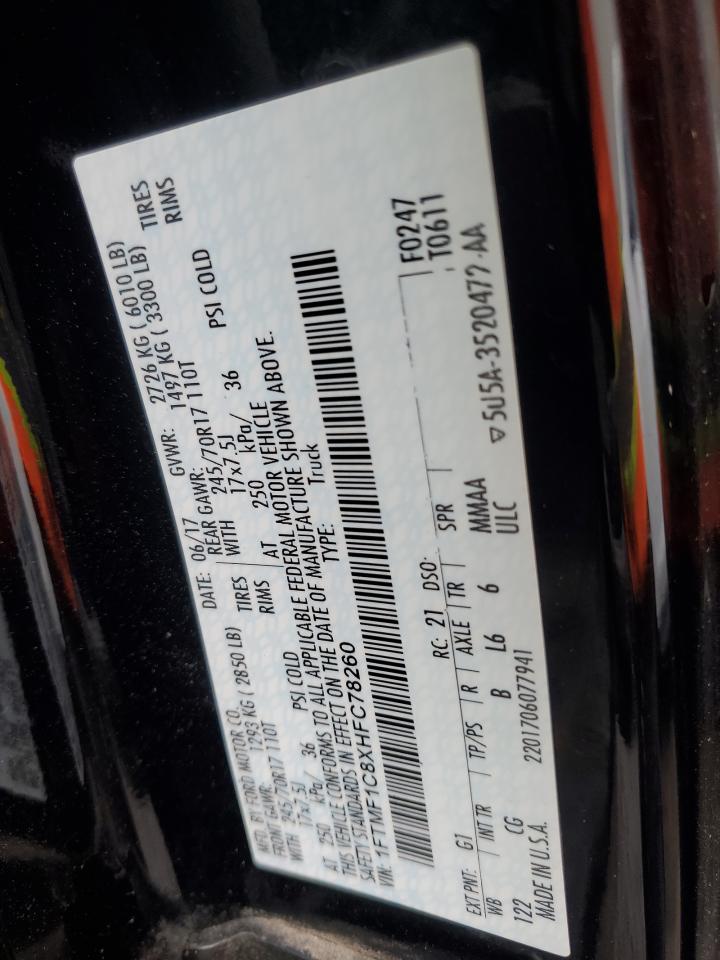 MFD. BY FORD MOTOR CO. DATE: 06/17 GVWR: 2726 KG ( 6010 LB)
FRONT GAWR: 1293 KG ( 2850 LB) REAR GAWR: 1497 KG ( 3300 LB)
WITH 245/70R17 110T TIRES WITH 245/70R17 110T TIRES
17x7.5J RIMS 17x7.5J RIMS
AT 250 kPa/ 36 PSI COLD AT 250 kPa/ 36 PSI COLD
THIS VEHICLE CONFORMS TO ALL APPLICABLE FEDERAL MOTOR VEHICLE
SAFETY STANDARDS IN EFFECT ON THE DATE OF MANUFACTURE SHOWN ABOVE.
VIN: 1FTMF1C8XHFC78260 TYPE: Truck
F0247
T0611
EXT PNT: G1 RC: 21 DSO:
WB INT TR TP/PS R AXLE TR SPR
122 CG B L6 6 MMAA
ULC
MADE IN U.S.A. 2201706077941 5U5A-3520472-AA